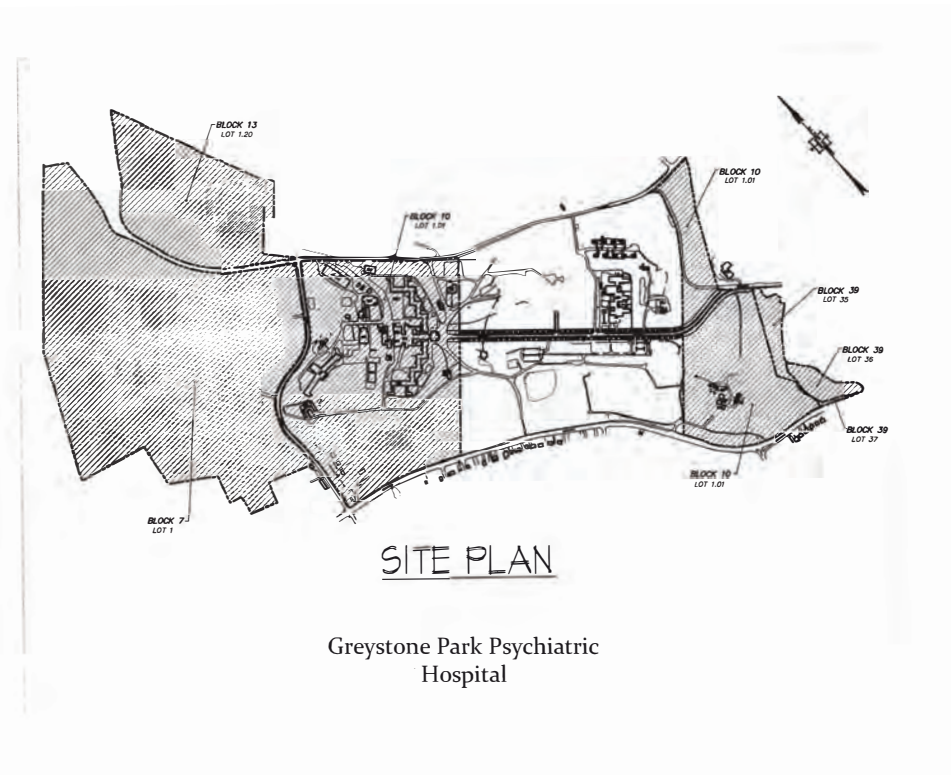 BLOCK 13
LOT 1.20
BLOCK 10
LOT 1.01
BLOCK 10
LOT 1.01
BLOCK 39
LOT 35
BLOCK 39
LOT 36
BLOCK 39
LOT 37
BLOCK 10
LOT 1.01
BLOCK 7
LOT 1
SITE PLAN
Greystone Park Psychiatric
Hospital